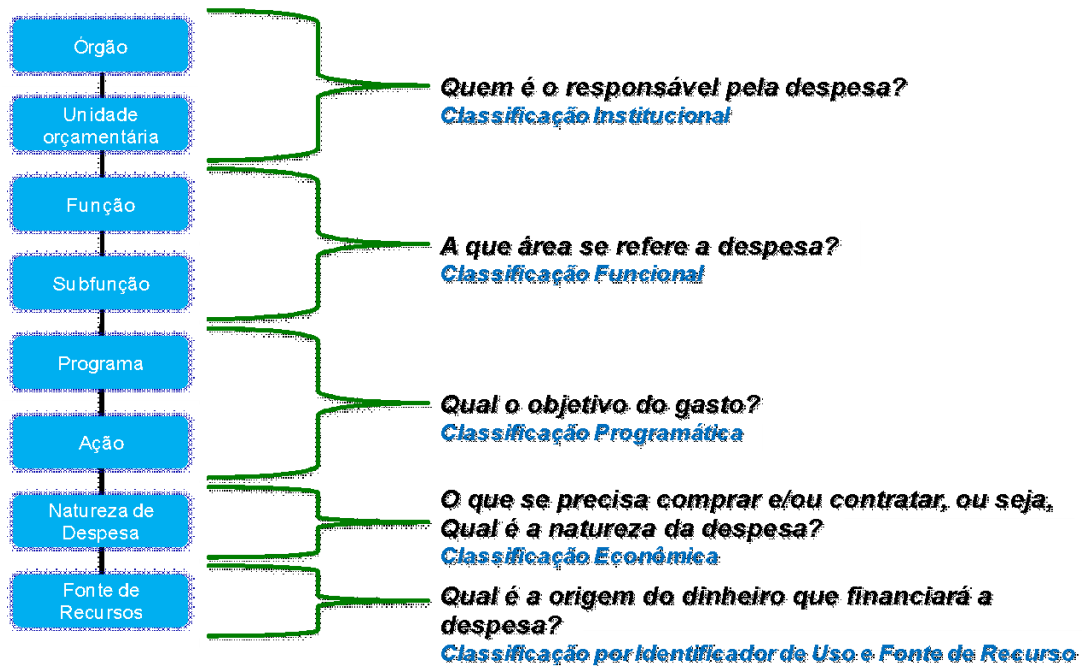 Órgão
Quem é o responsável pela despesa?
Classificação Institucional
Unidade
orçamentária
Função
A que área se refere a despesa?
Classificação Funcional
Subfunção
Programa
Qual o objetivo do gasto?
Classificação Programática
Ação
Natureza de
Despesa
O que se precisa comprar e/ou contratar, ou seja,
Qual é a natureza da despesa?
Classificação Econômica
Fonte de
Recursos
Qual é a origem do dinheiro que financiará a
despesa?
Classificação por Identificador de Uso e Fonte de Recurso